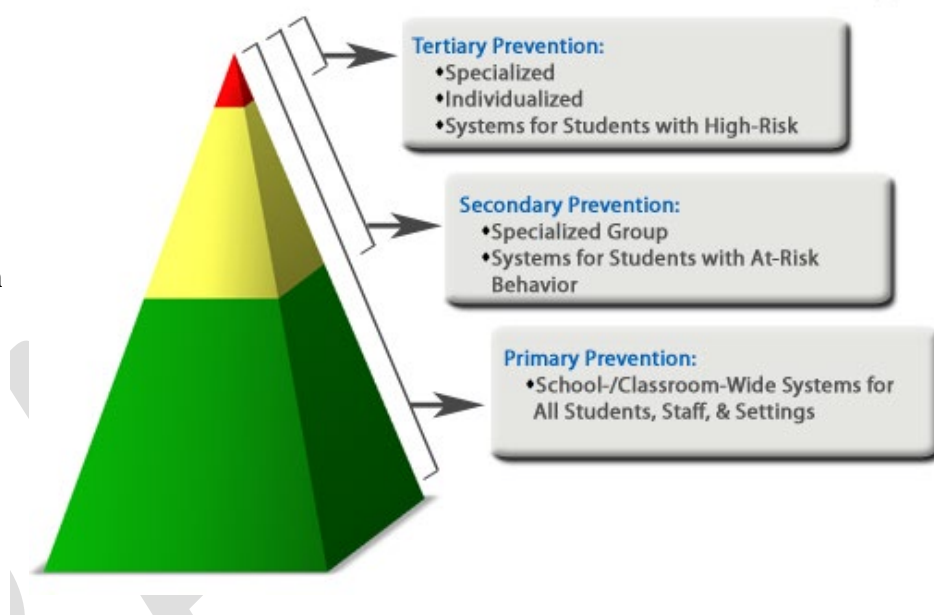 Tertiary Prevention:
♦Specialized
♦Individualized
♦Systems for Students with High-Risk
Secondary Prevention:
♦Specialized Group
♦Systems for Students with At-Risk
Behavior
Primary Prevention:
♦School-/Classroom-Wide Systems for
All Students, Staff, & Settings